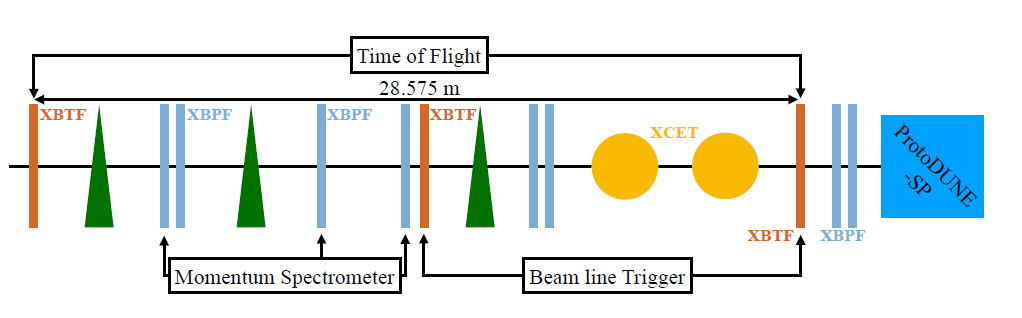 Time of Flight
28.575 m
XBTF
XBPF
XBPF
XBTF
XCET
ProtoDUNE
-SP
XBTF
XBPF
Momentum Spectrometer
Beam line Trigger